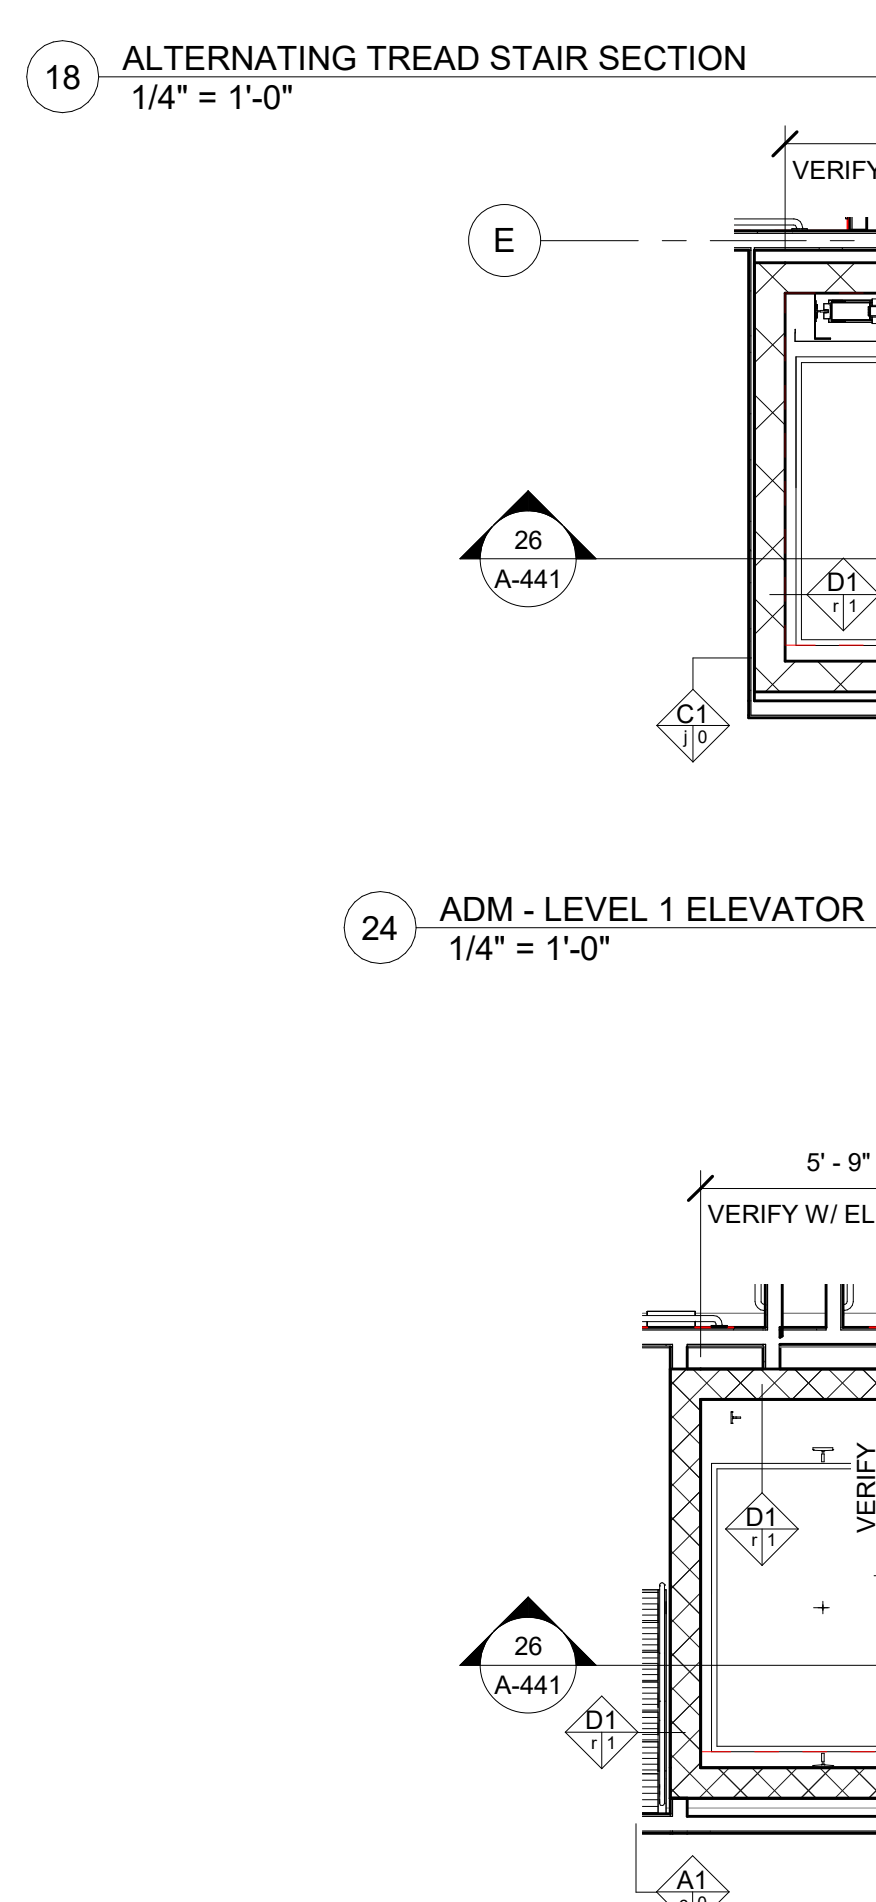 18
ALTERNATING TREAD STAIR SECTION
1/4" = 1'-0"
VERIFY
E
26
A-441
D1
r 1
C1
j 0
24
ADM - LEVEL 1 ELEVATOR
1/4" = 1'-0"
5' - 9"
VERIFY W/ EL
VERIFY
D1
r 1
26
A-441
D1
r 1
A1